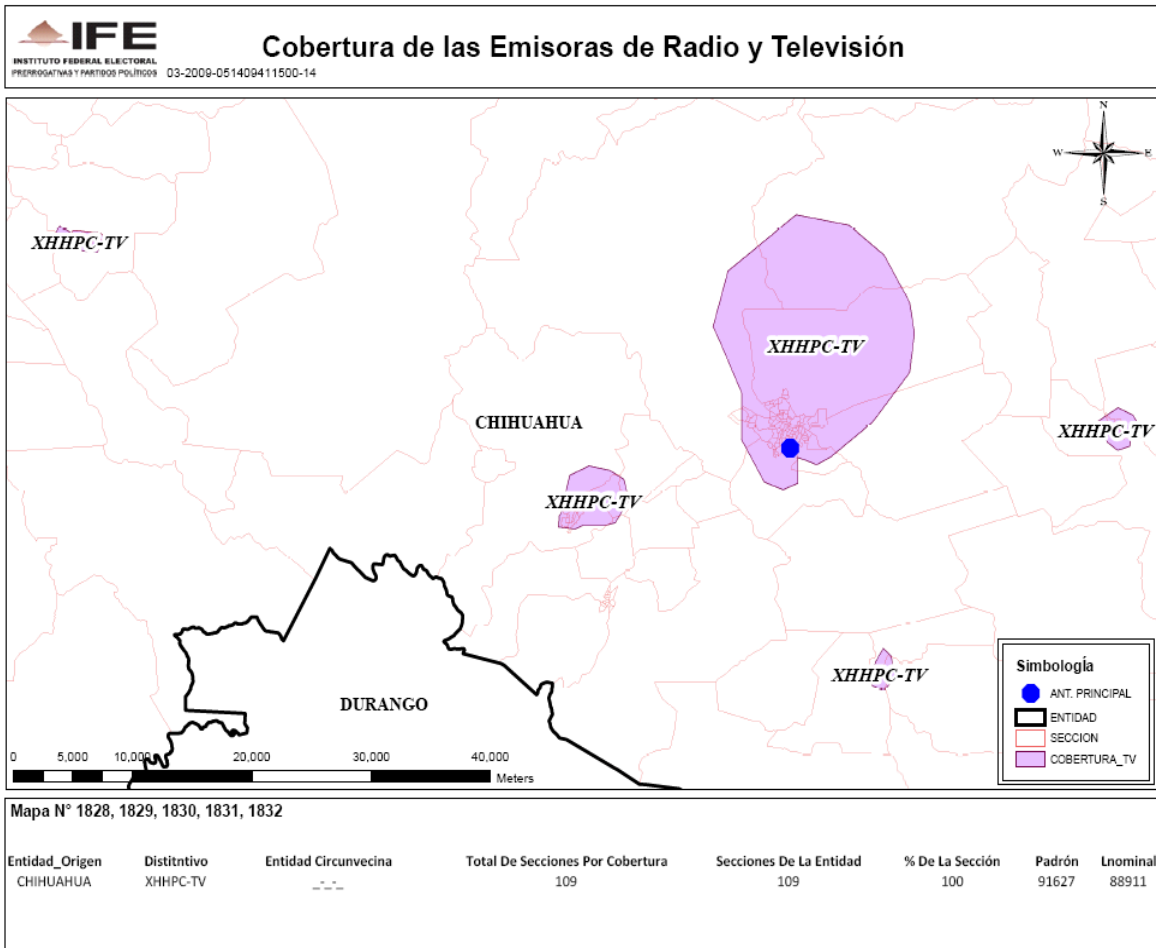 IFE
INSTITUTO FEDERAL ELECTORAL
PRERROGATIVAS Y PARTIDOS POLÍTICOS
03-2009-051409411500-14
Cobertura de las Emisoras de Radio y Televisión
N
W E
S
XHHPC-TV
XHHPC-TV
CHIHUAHUA
XHHPC-TV
XHHPC-TV
XHHPC-TV
DURANGO
Simbología
ANT. PRINCIPAL
ENTIDAD
SECCION
COBERTURA_TV
0 5,000 10,000 20,000 30,000 40,000
Meters
Mapa N° 1828, 1829, 1830, 1831, 1832
Entidad_Origen Distitntivo Entidad Circunvecina Total De Secciones Por Cobertura Secciones De La Entidad % De La Sección Padrón Lnominal
CHIHUAHUA XHHPC-TV _-_-_ 109 109 100 91627 88911